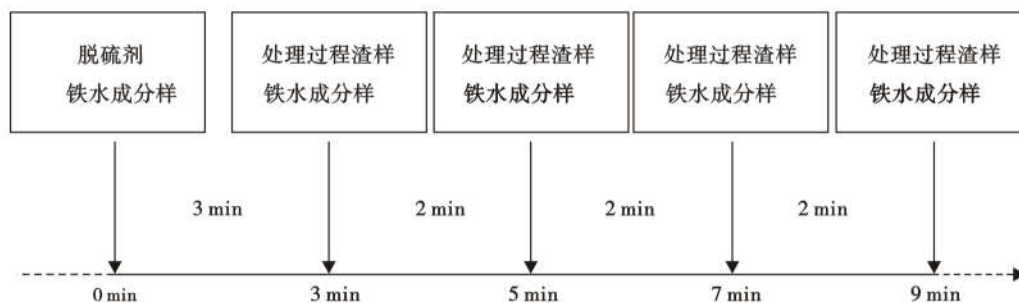 脱硫剂
铁水成分样
处理过程渣样
铁水成分样
处理过程渣样
铁水成分样
处理过程渣样
铁水成分样
处理过程渣样
铁水成分样
3 min
2 min
2 min
2 min
0 min
3 min
5 min
7 min
9 min